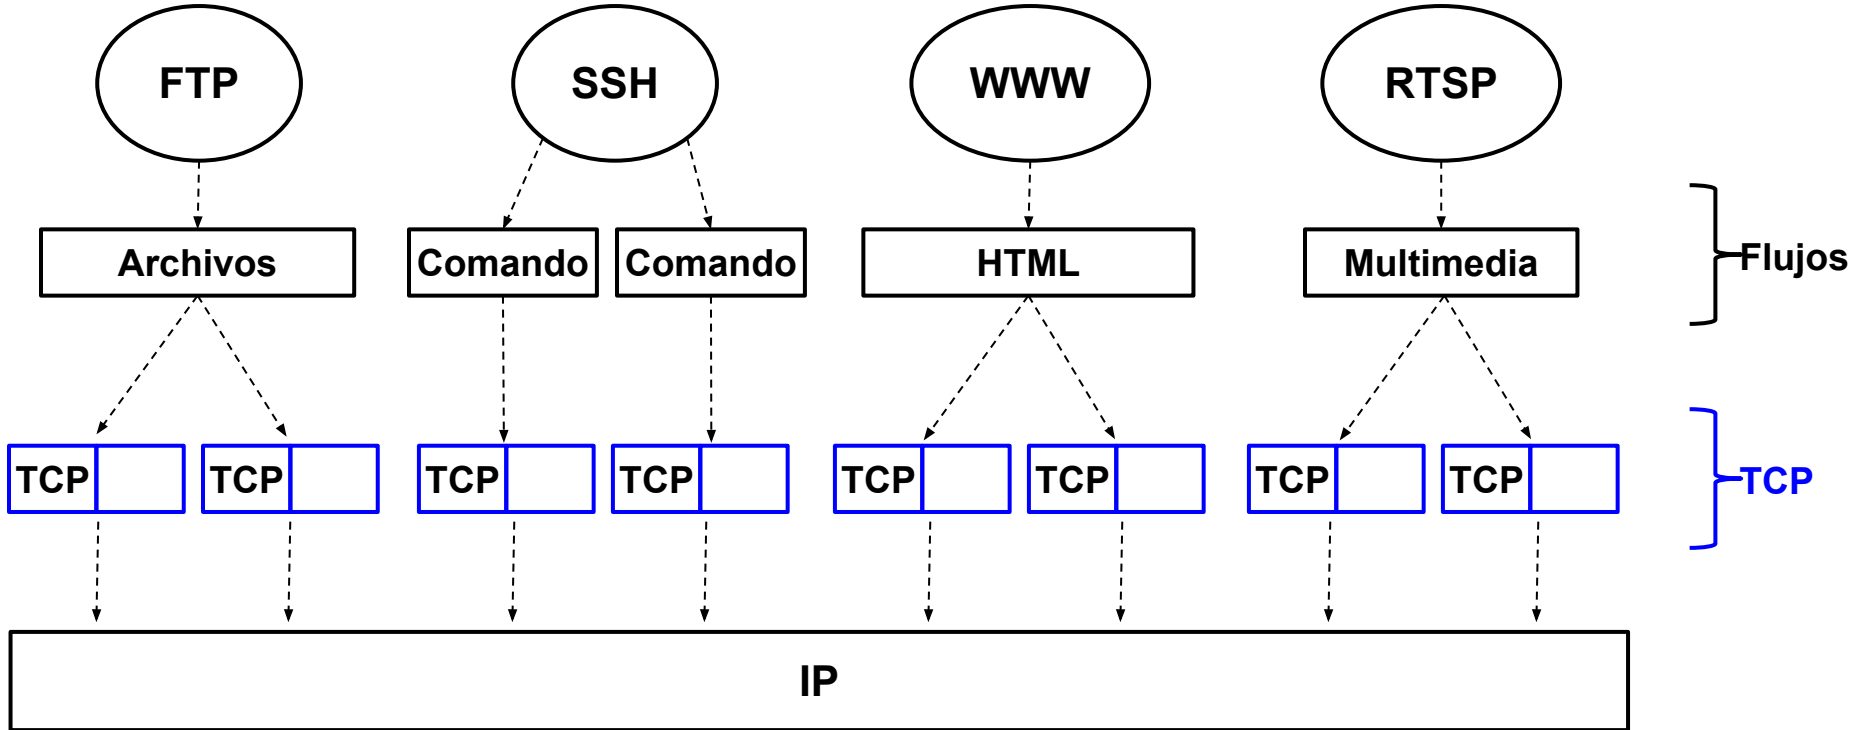 FTP SSH WWW RTSP
Archivos Comando Comando HTML Multimedia Flujos
TCP TCP TCP TCP TCP TCP TCP TCP TCP
IP